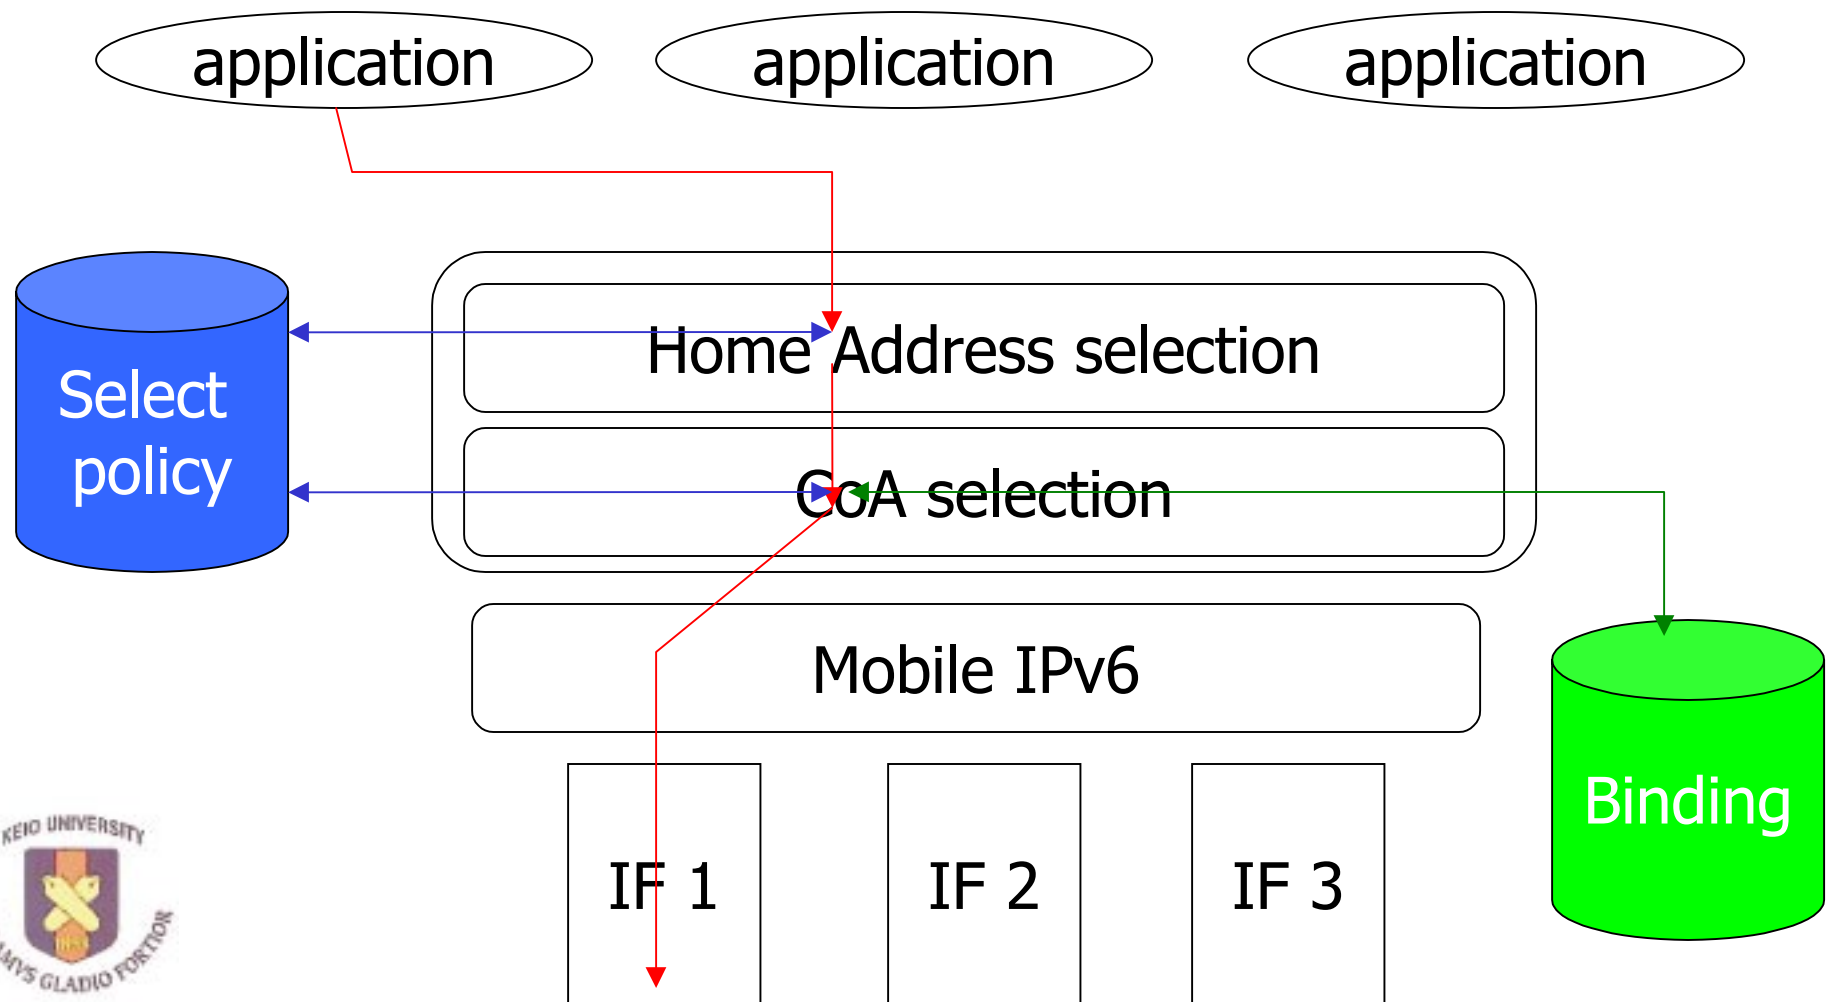 application
application
application
Home Address selection
Select
policy
CoA selection
Mobile IPv6
Binding
IF 1
IF 2
IF 3
KEIO UNIVERSITY
GLADIO FORTIOR